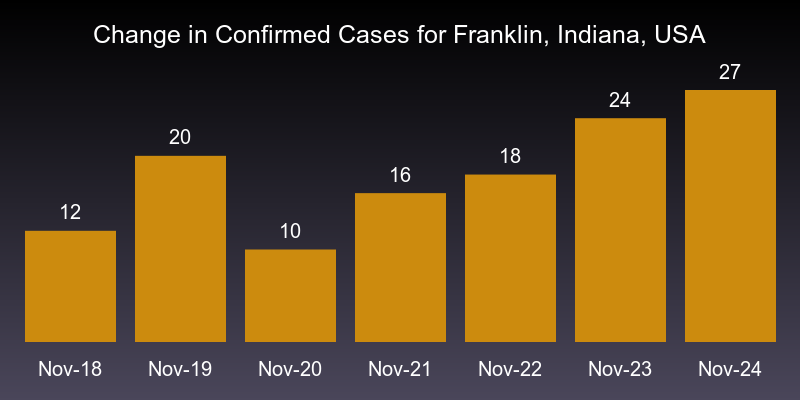 Change in Confirmed Cases for Franklin, Indiana, USA
12
20
10
16
18
24
27
Nov-18
Nov-19
Nov-20
Nov-21
Nov-22
Nov-23
Nov-24